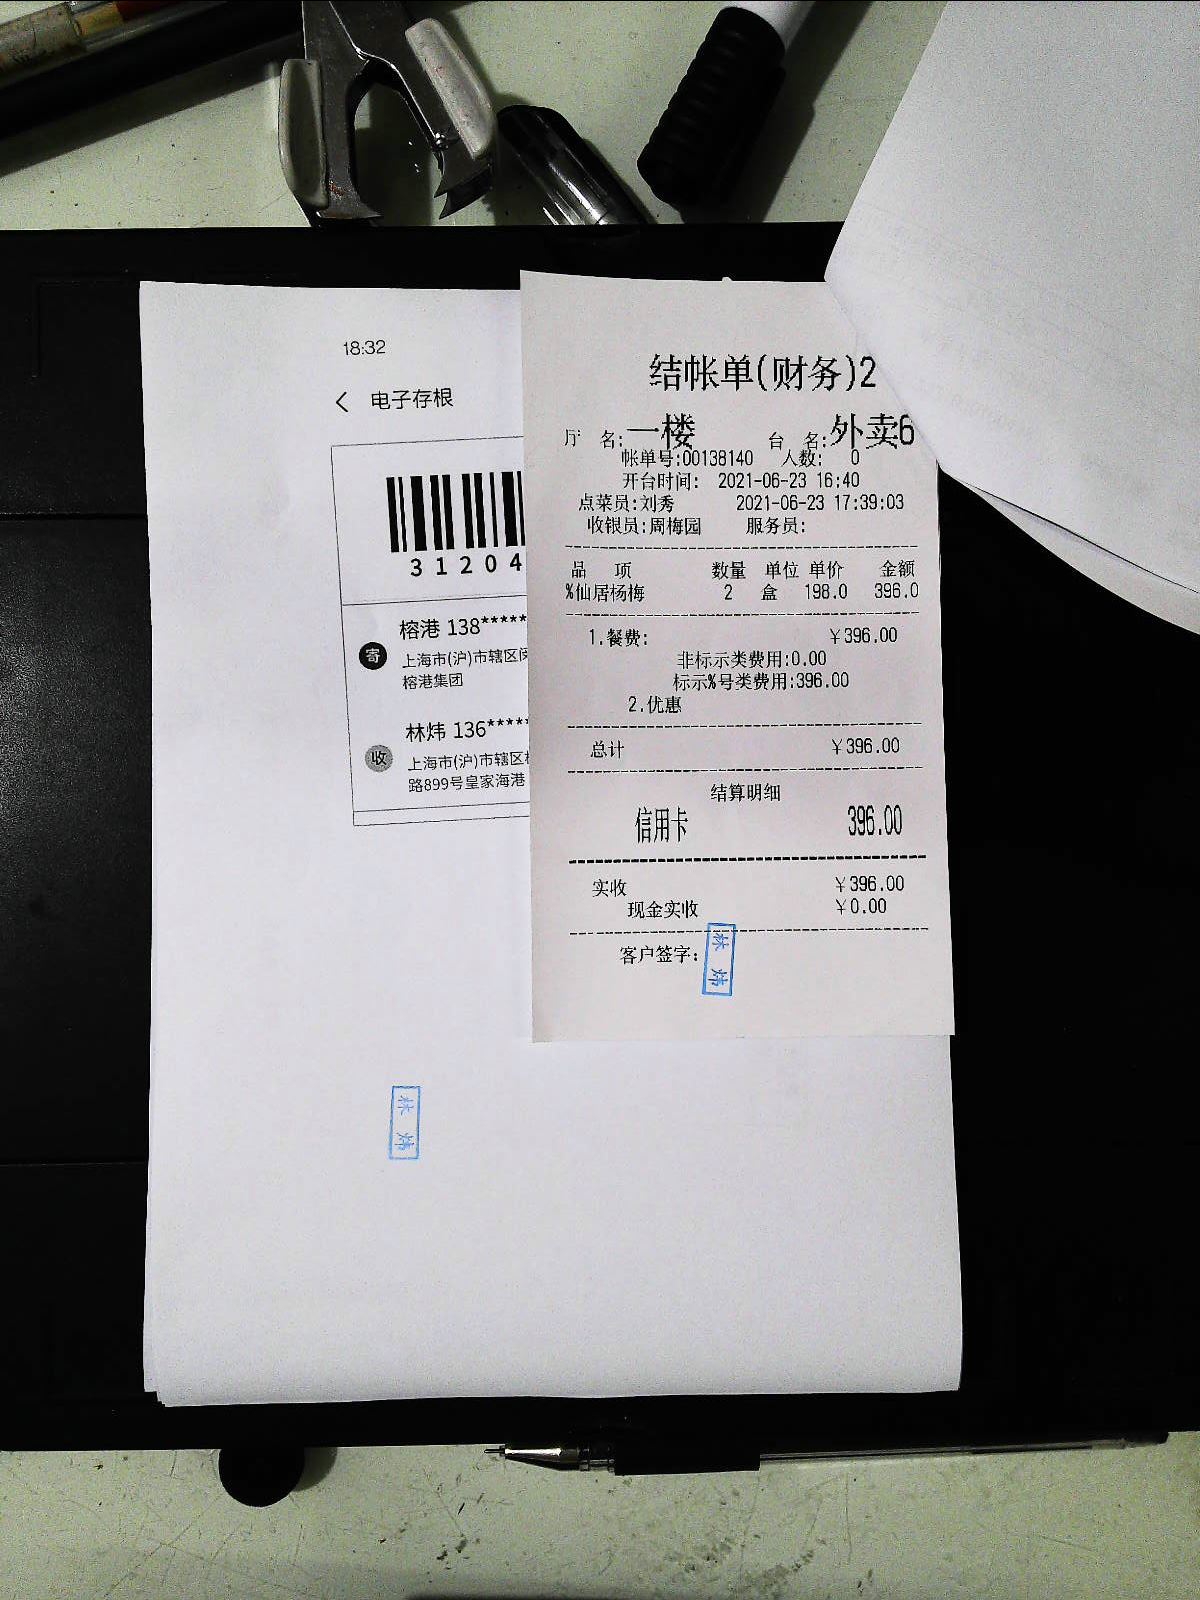 18:32
电子存根
31204
榕港 138*****
寄
上海市(沪)市辖区
榕港集团
林炜 136*****
收
上海市(沪)市辖区
路899号皇家海港
结帐单(财务)2
厅 名:一楼 台 名:外卖6
帐单号:00138140 人数: 0
开台时间: 2021-06-23 16:40
点菜员:刘秀 2021-06-23 17:39:03
收银员:周梅园 服务员:
品 项 数量 单位 单价 金额
%仙居杨梅 2 盒 198.0 396.0
1.餐费: ￥396.00
非标示类费用:0.00
标示%号类费用:396.00
2.优惠
总计 ￥396.00
结算明细
信用卡 396.00
实收 ￥396.00
现金实收 ￥0.00
客户签字:
林炜
林炜